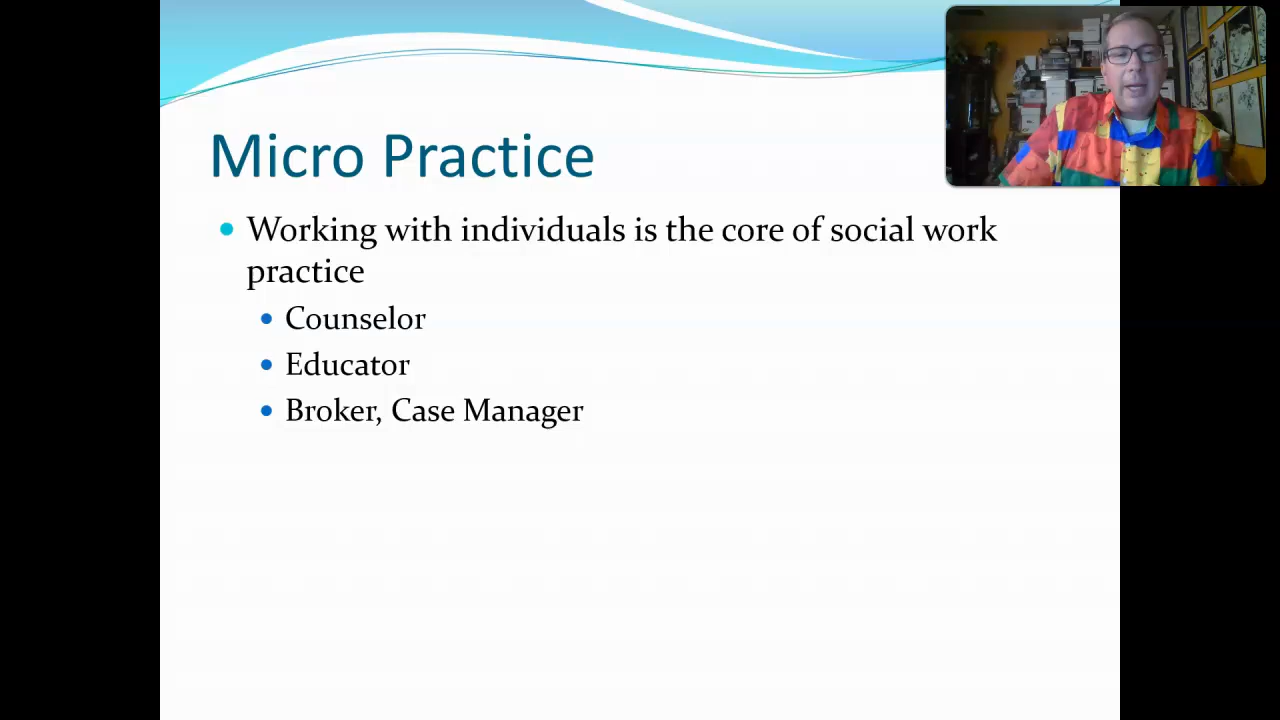 Micro Practice
Working with individuals is the core of social work
practice
Counselor
Educator
Broker, Case Manager